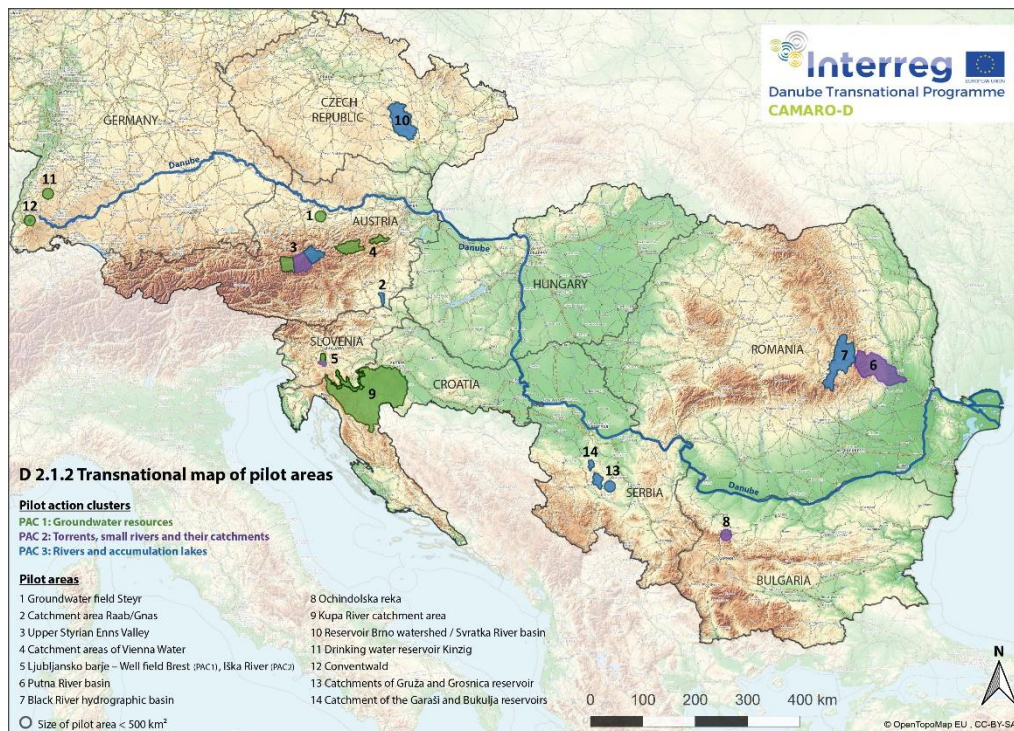 Interreg
EUROPEAN UNION
Danube Transnational Programme
CAMARO-D
GERMANY
CZECH
REPUBLIC
10
11
12
Danube
1
AUSTRIA
3
4
Danube
2
HUNGARY
SLOVENIA
5
CROATIA
9
ROMANIA
7
6
14
13
SERBIA
Danube
8
BULGARIA
D 2.1.2 Transnational map of pilot areas
Pilot action clusters
PAC 1: Groundwater resources
PAC 2: Torrents, small rivers and their catchments
PAC 3: Rivers and accumulation lakes
Pilot areas
1 Groundwater field Steyr
2 Catchment area Raab/Gnas
3 Upper Styrian Enns Valley
4 Catchment areas of Vienna Water
5 Ljubljansko barje – Well field Brest (PAC1), Iška River (PAC2)
6 Putna River basin
7 Black River hydrographic basin
8 Ochindolska reka
9 Kupa River catchment area
10 Reservoir Brno watershed / Svratka River basin
11 Drinking water reservoir Kinzig
12 Conventwald
13 Catchments of Gruža and Grosnica reservoir
14 Catchment of the Garaši and Bukulja reservoirs
Size of pilot area < 500 km²
0 100 200 300 400 km
N
© OpenTopoMap EU , CC-BY-SA